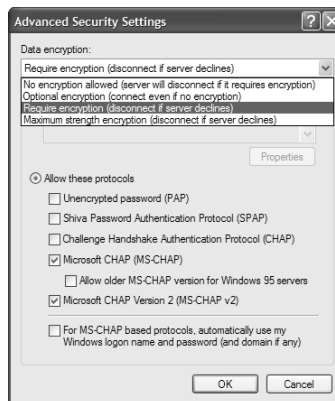 Advanced Security Settings
Data encryption:
Require encryption (disconnect if server declines)
No encryption allowed (server will disconnect if it requires encryption)
Optional encryption (connect even if no encryption)
Require encryption (disconnect if server declines)
Maximum strength encryption (disconnect if server declines)
Properties
Allow these protocols
Unencrypted password (PAP)
Shiva Password Authentication Protocol (SPAP)
Challenge Handshake Authentication Protocol (CHAP)
Microsoft CHAP (MS-CHAP)
Allow older MS-CHAP version for Windows 95 servers
Microsoft CHAP Version 2 (MS-CHAP v2)
For MS-CHAP based protocols, automatically use my
Windows logon name and password (and domain if any)
OK Cancel